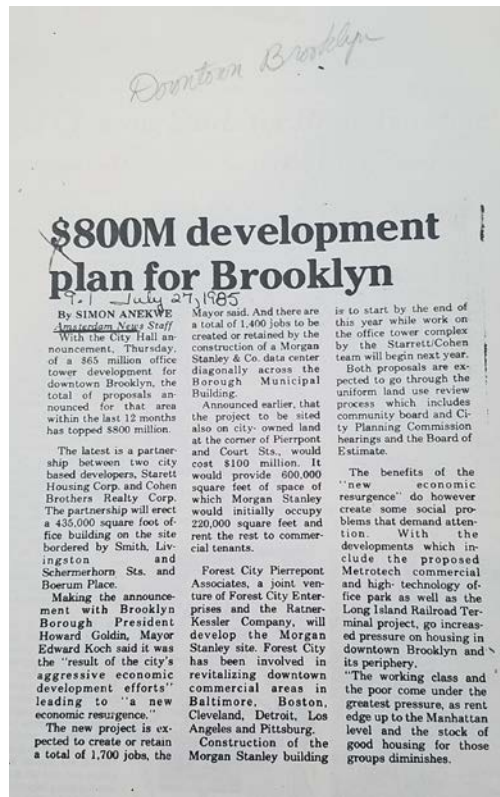 Downtown Brooklyn
$800M development
plan for Brooklyn
P. 1 July 27, 1985
By SIMON ANEKWE
Amsterdam News Staff
With the City Hall an-
nouncement, Thursday,
of a $65 million office
tower development for
downtown Brooklyn, the
total of proposals an-
nounced for that area
within the last 12 months
has topped $800 million.
The latest is a partner-
ship between two city
based developers, Starett
Housing Corp. and Cohen
Brothers Realty Corp.
The partnership will erect
a 435,000 square foot of-
fice building on the site
bordered by Smith, Liv-
ingston and
Schermerhorn Sts. and
Boerum Place.
Making the announce-
ment with Brooklyn
Borough President
Howard Goldin, Mayor
Edward Koch said it was
the "result of the city's
aggressive economic
development efforts"
leading to "a new
economic resurgence."
The new project is ex-
pected to create or retain
a total of 1,700 jobs, the
Mayor said. And there are
a total of 1,400 jobs to be
created or retained by the
construction of a Morgan
Stanley & Co. data center
diagonally across the
Borough Municipal
Building.
Announced earlier, that
the project to be sited
also on city- owned land
at the corner of Pierrpont
and Court Sts., would
cost $100 million. It
would provide 600,000
square feet of space of
which Morgan Stanley
would initially occupy
220,000 square feet and
rent the rest to commer-
cial tenants.
Forest City Pierrepont
Associates, a joint ven-
ture of Forest City Enter-
prises and the Ratner-
Kessler Company, will
develop the Morgan
Stanley site. Forest City
has been involved in
revitalizing downtown
commercial areas in
Baltimore, Boston,
Cleveland, Detroit, Los
Angeles and Pittsburg.
Construction of the
Morgan Stanley building
is to start by the end of
this year while work on
the office tower complex
by the Starrett/Cohen
team will begin next year.
Both proposals are ex-
pected to go through the
uniform land use review
process which includes
community board and Ci-
ty Planning Commission
hearings and the Board of
Estimate.
The benefits of the
"new economic
resurgence" do however
create some social pro-
blems that demand atten-
tion. With the
developments which in-
clude the proposed
Metrotech commercial
and high- technology of-
fice park as well as the
Long Island Railroad Ter-
minal project, go increas-
ed pressure on housing in
downtown Brooklyn and
its periphery.
"The working class and
the poor come under the
greatest pressure, as rent
edge up to the Manhattan
level and the stock of
good housing for those
groups diminishes.